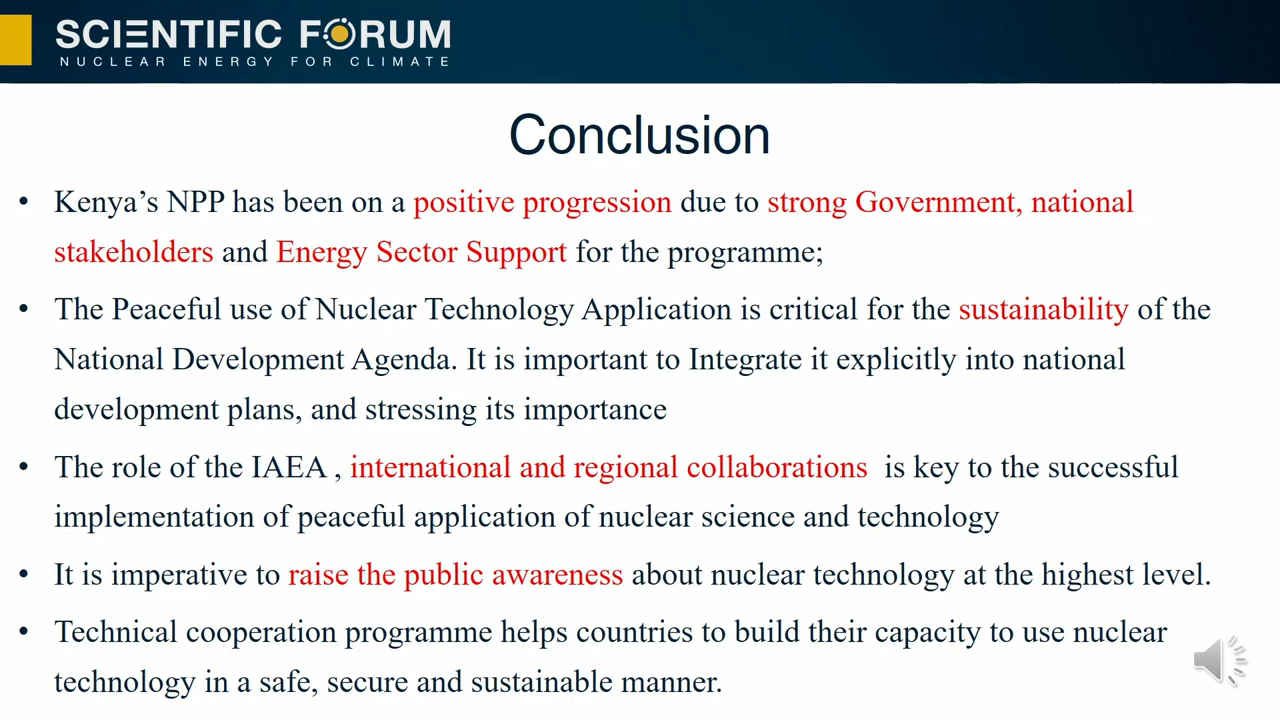 SCIENTIFIC FORUM
NUCLEAR ENERGY FOR CLIMATE
Conclusion
• Kenya’s NPP has been on a positive progression due to strong Government, national
stakeholders and Energy Sector Support for the programme;
• The Peaceful use of Nuclear Technology Application is critical for the sustainability of the
National Development Agenda. It is important to Integrate it explicitly into national
development plans, and stressing its importance
• The role of the IAEA , international and regional collaborations is key to the successful
implementation of peaceful application of nuclear science and technology
• It is imperative to raise the public awareness about nuclear technology at the highest level.
• Technical cooperation programme helps countries to build their capacity to use nuclear
technology in a safe, secure and sustainable manner.